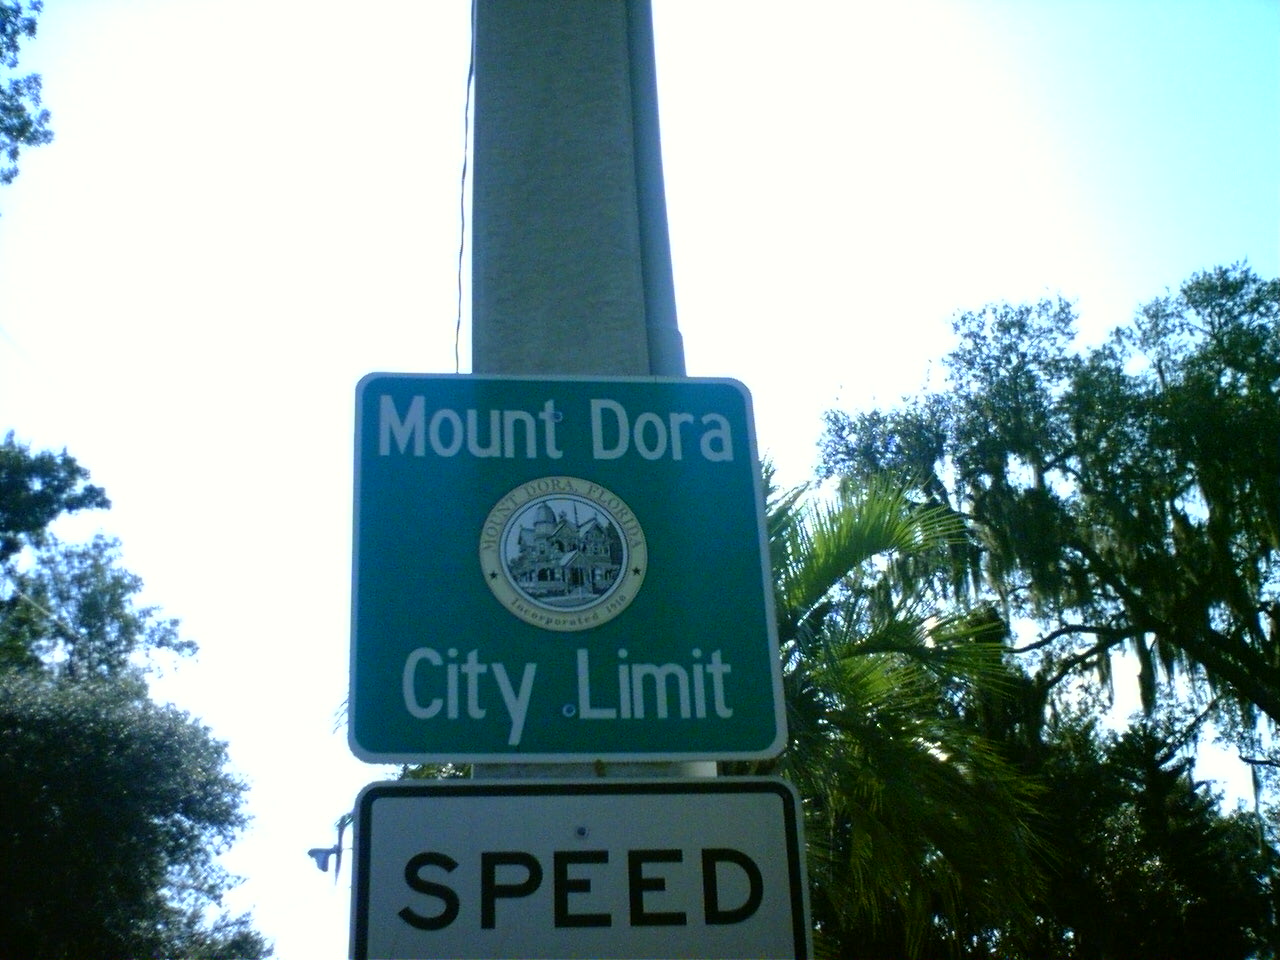 Mount Dora
MOUNT DORA, FLORIDA
Incorporated 1910
City Limit
SPEED